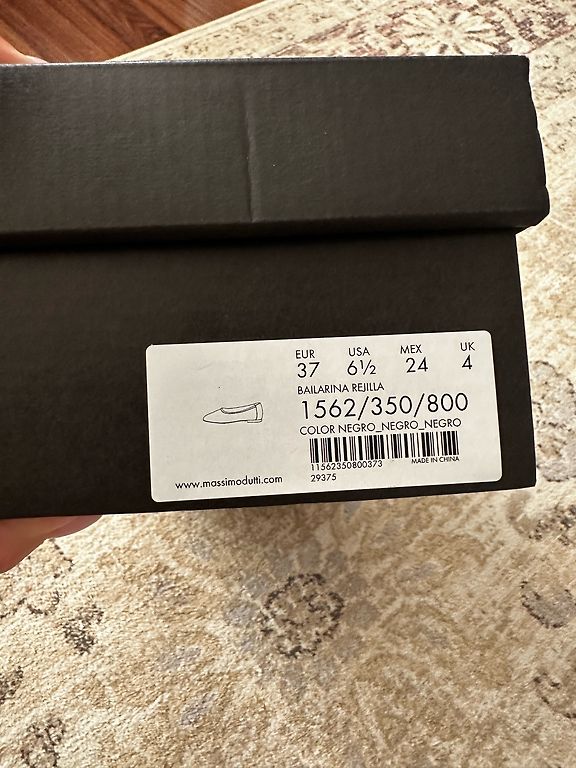 EUR USA MEX UK
37 6½ 24 4
BAILARINA REJILLA
1562/350/800
COLOR NEGRO_NEGRO_NEGRO
11562350800373 MADE IN CHINA
www.massimodutti.com 29375